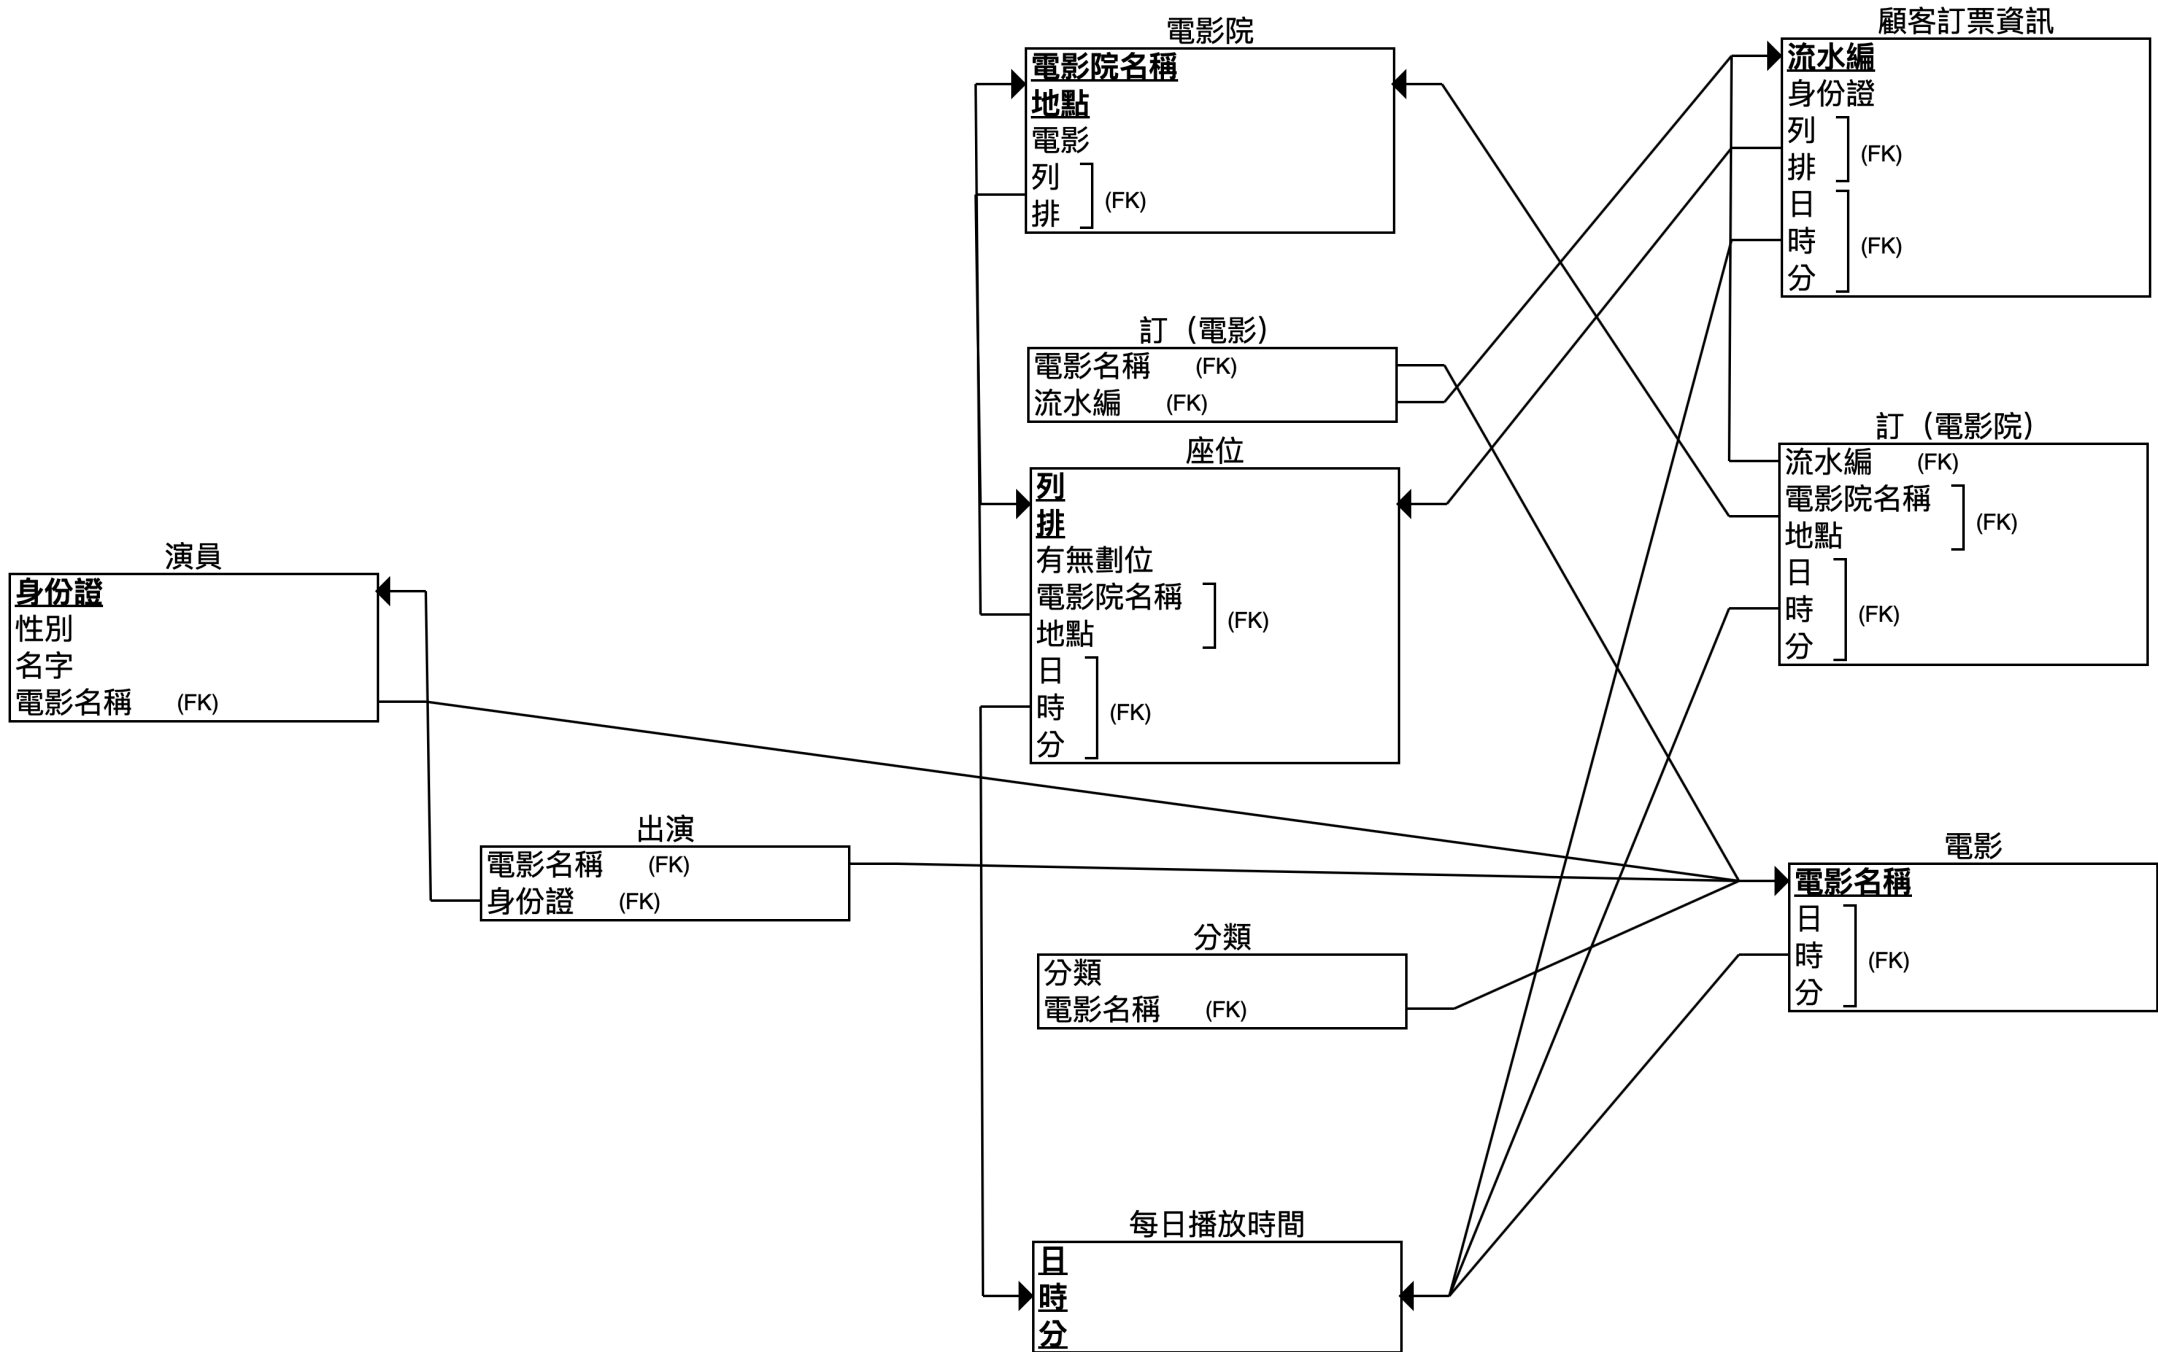 電影院
電影院名稱
地點
電影
列
排
(FK)
顧客訂票資訊
流水編
身份證
列
排
(FK)
日
時
分
(FK)
訂（電影）
電影名稱 (FK)
流水編 (FK)
座位
列
排
有無劃位
電影院名稱
地點
(FK)
日
時
分
(FK)
訂（電影院）
流水編 (FK)
電影院名稱
地點
(FK)
日
時
分
(FK)
演員
身份證
性別
名字
電影名稱 (FK)
出演
電影名稱 (FK)
身份證 (FK)
電影
電影名稱
日
時
分
(FK)
分類
分類
電影名稱 (FK)
每日播放時間
日
時
分